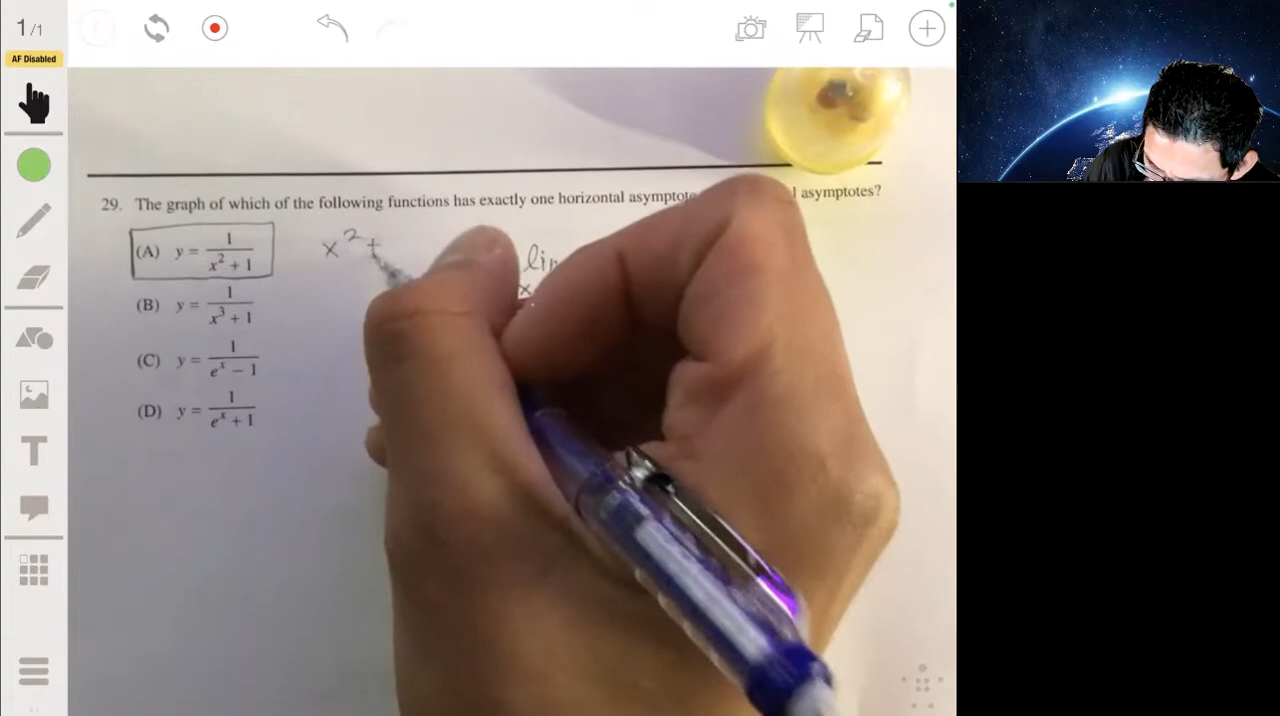 1/1
AF Disabled
T
29. The graph of which of the following functions has exactly one horizontal asymptote asymptotes?
(A) y = 1 / (x² + 1)
x² +
lim
x
(B) y = 1 / (x³ + 1)
(C) y = 1 / (eˣ − 1)
(D) y = 1 / (eˣ + 1)